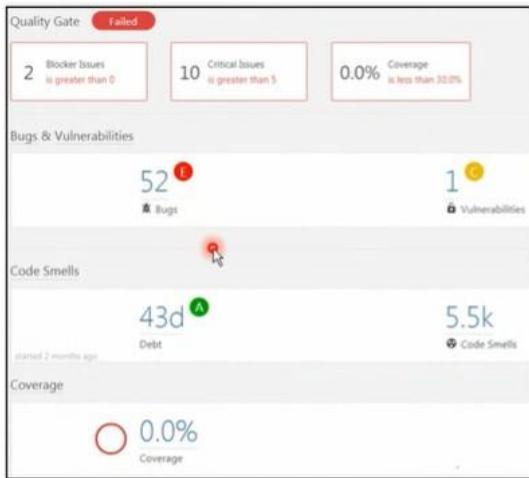 Quality Gate Failed
2 Blocker Issues
is greater than 0
10 Critical Issues
is greater than 5
0.0% Coverage
is less than 30.0%
Bugs & Vulnerabilities
52 E
Bugs
1 C
Vulnerabilities
Code Smells
43d A
Debt
5.5k
Code Smells
started 2 months ago
Coverage
0.0%
Coverage